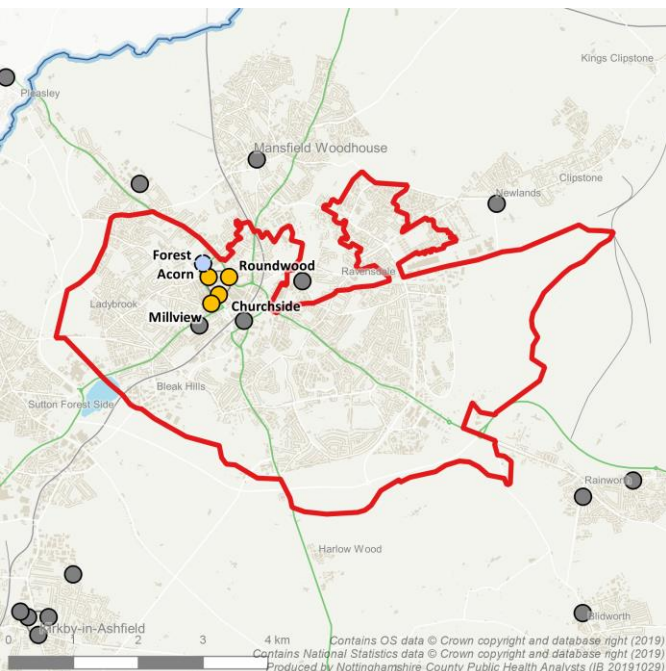 Kings Clipstone
Pleasley
Mansfield Woodhouse
Clipstone
Newlands
Forest
Acorn
Roundwood
Ravensdale
Ladybrook
Churchside
Millview
Bleak Hills
Sutton Forest Side
Rainworth
Harlow Wood
Blidworth
Kirkby-in-Ashfield
0 1 2 3 4 km
Contains OS data © Crown copyright and database right (2019)
Contains National Statistics data © Crown copyright and database right (2019)
Produced by Nottinghamshire County Public Health Analysts (IB 20191029)